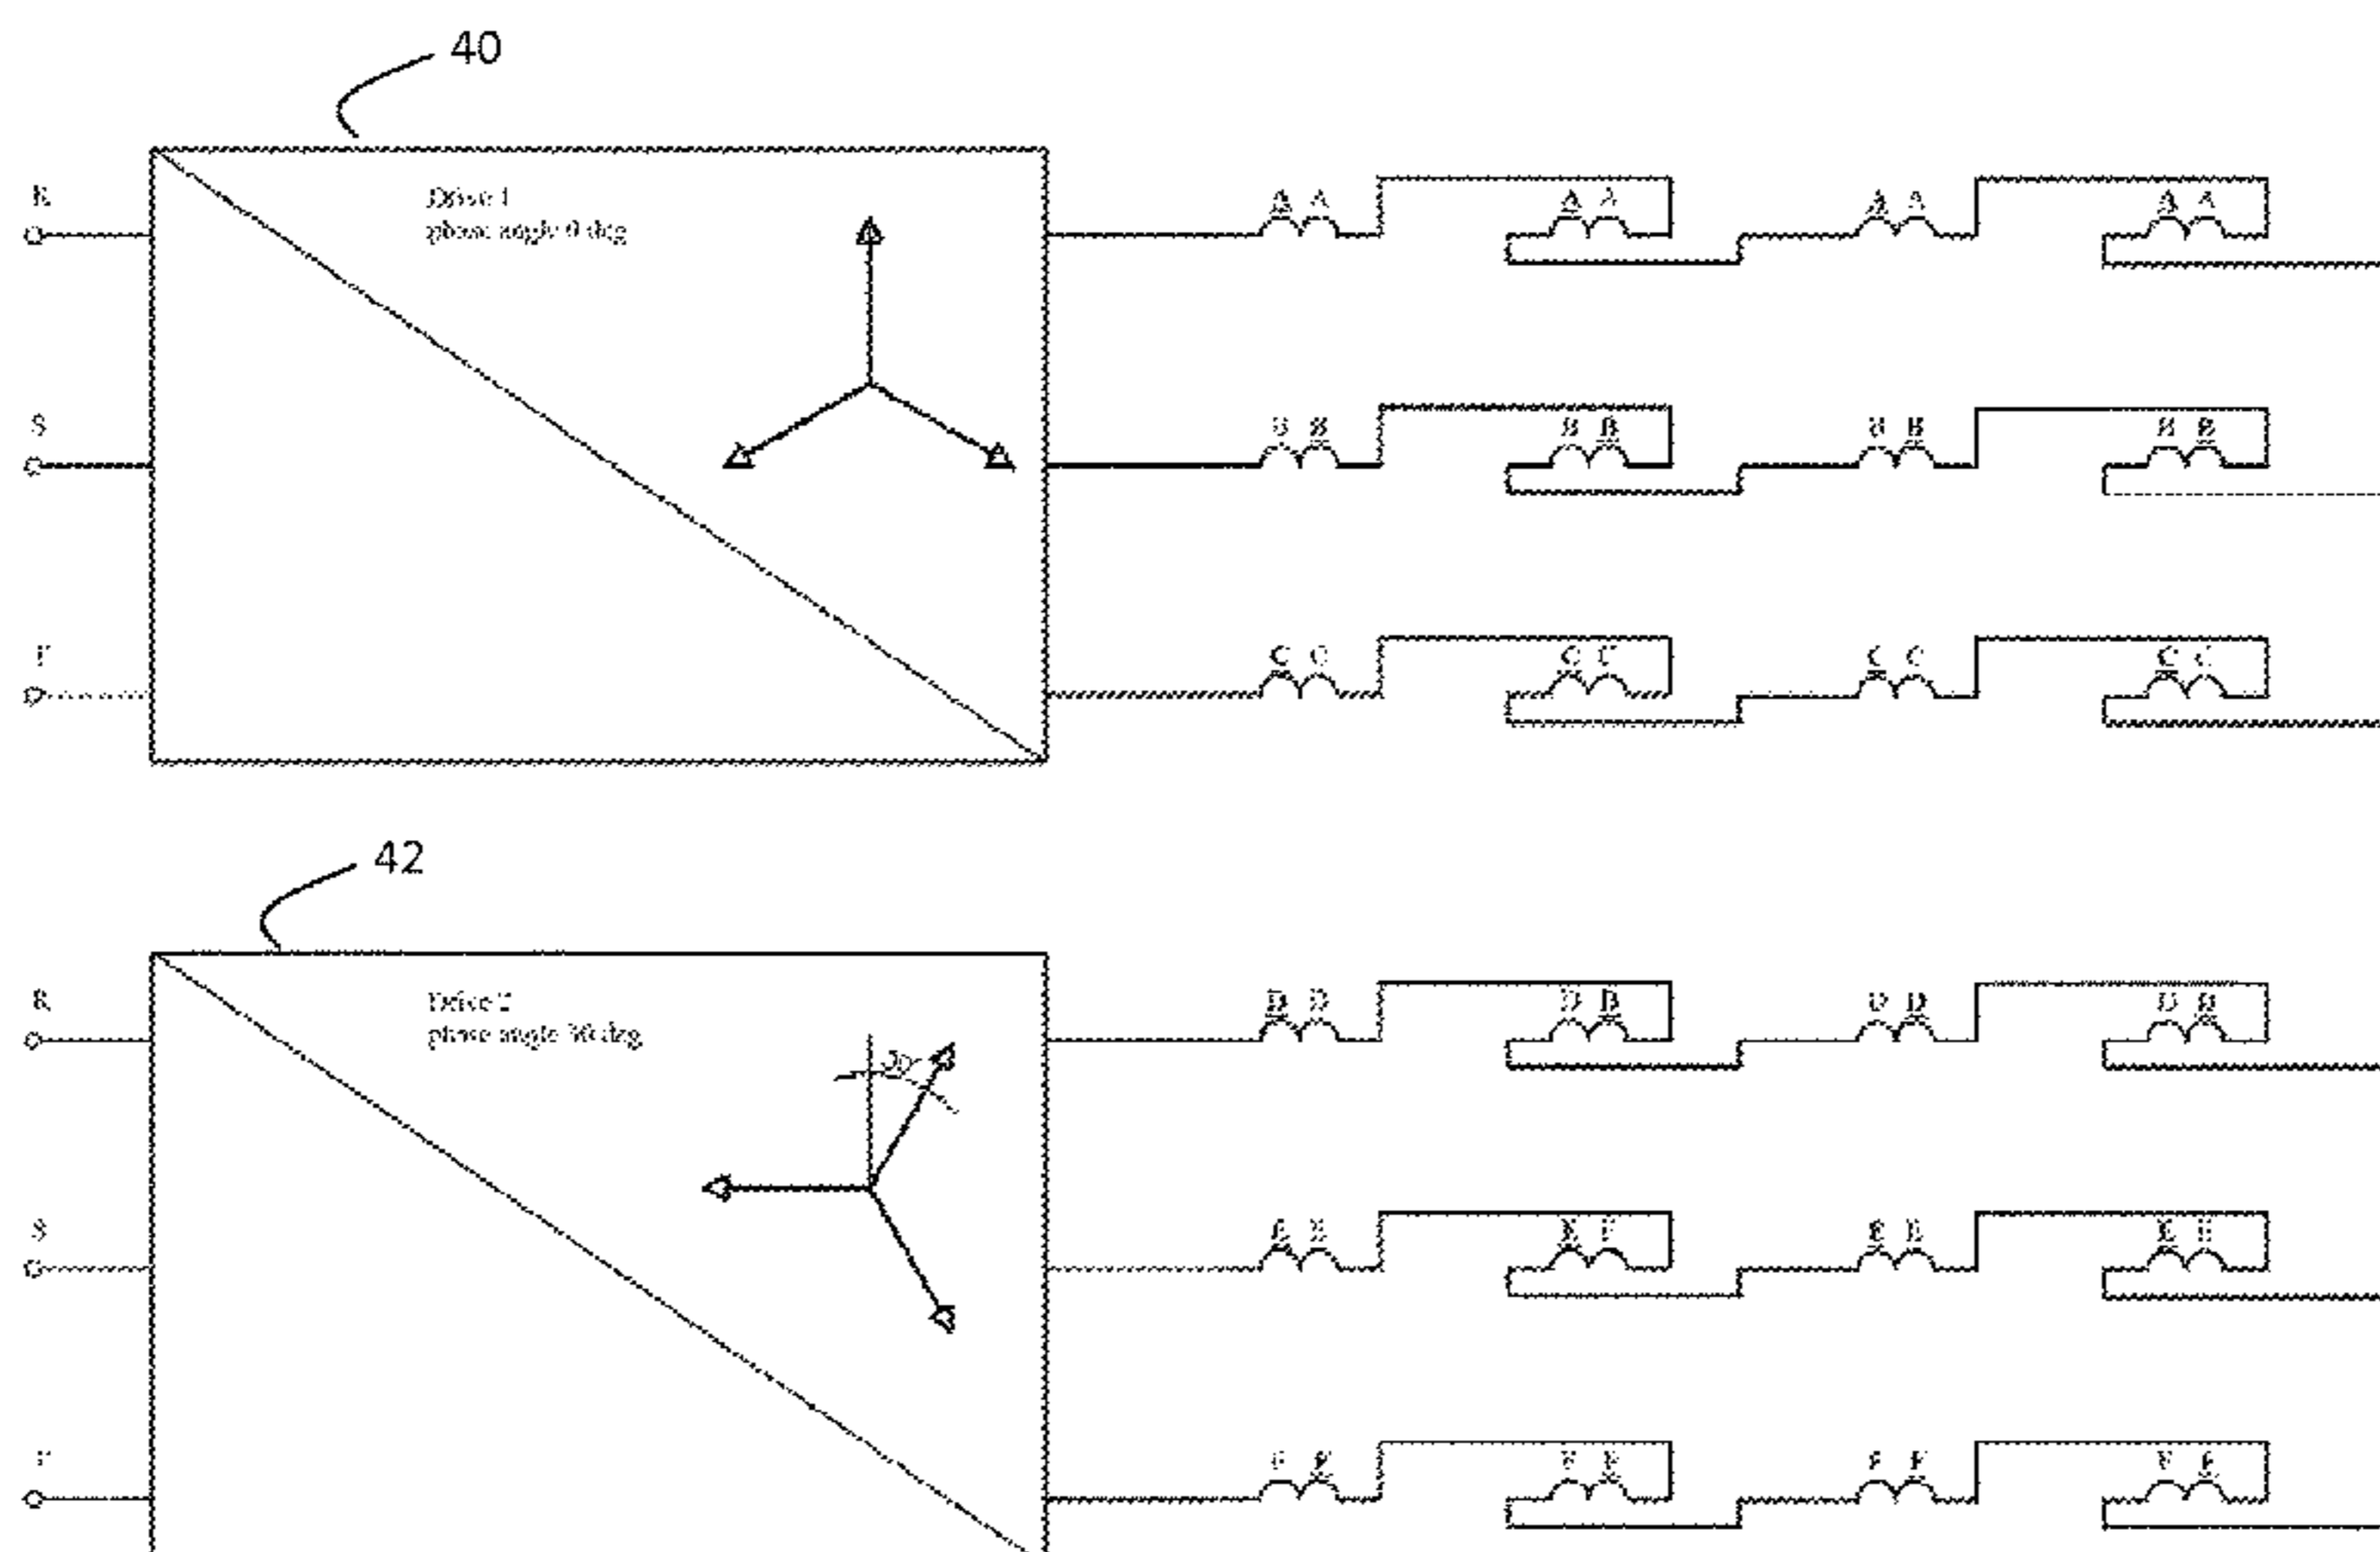 40
R
Drive 1
phase angle 0 deg
A A A A A A A A
S
B B B B B B B B
T
C C C C C C C C
42
R
Drive 2
phase angle 30 deg
30°
D D D D D D D D
S
E E E E E E E
F F F F F F F